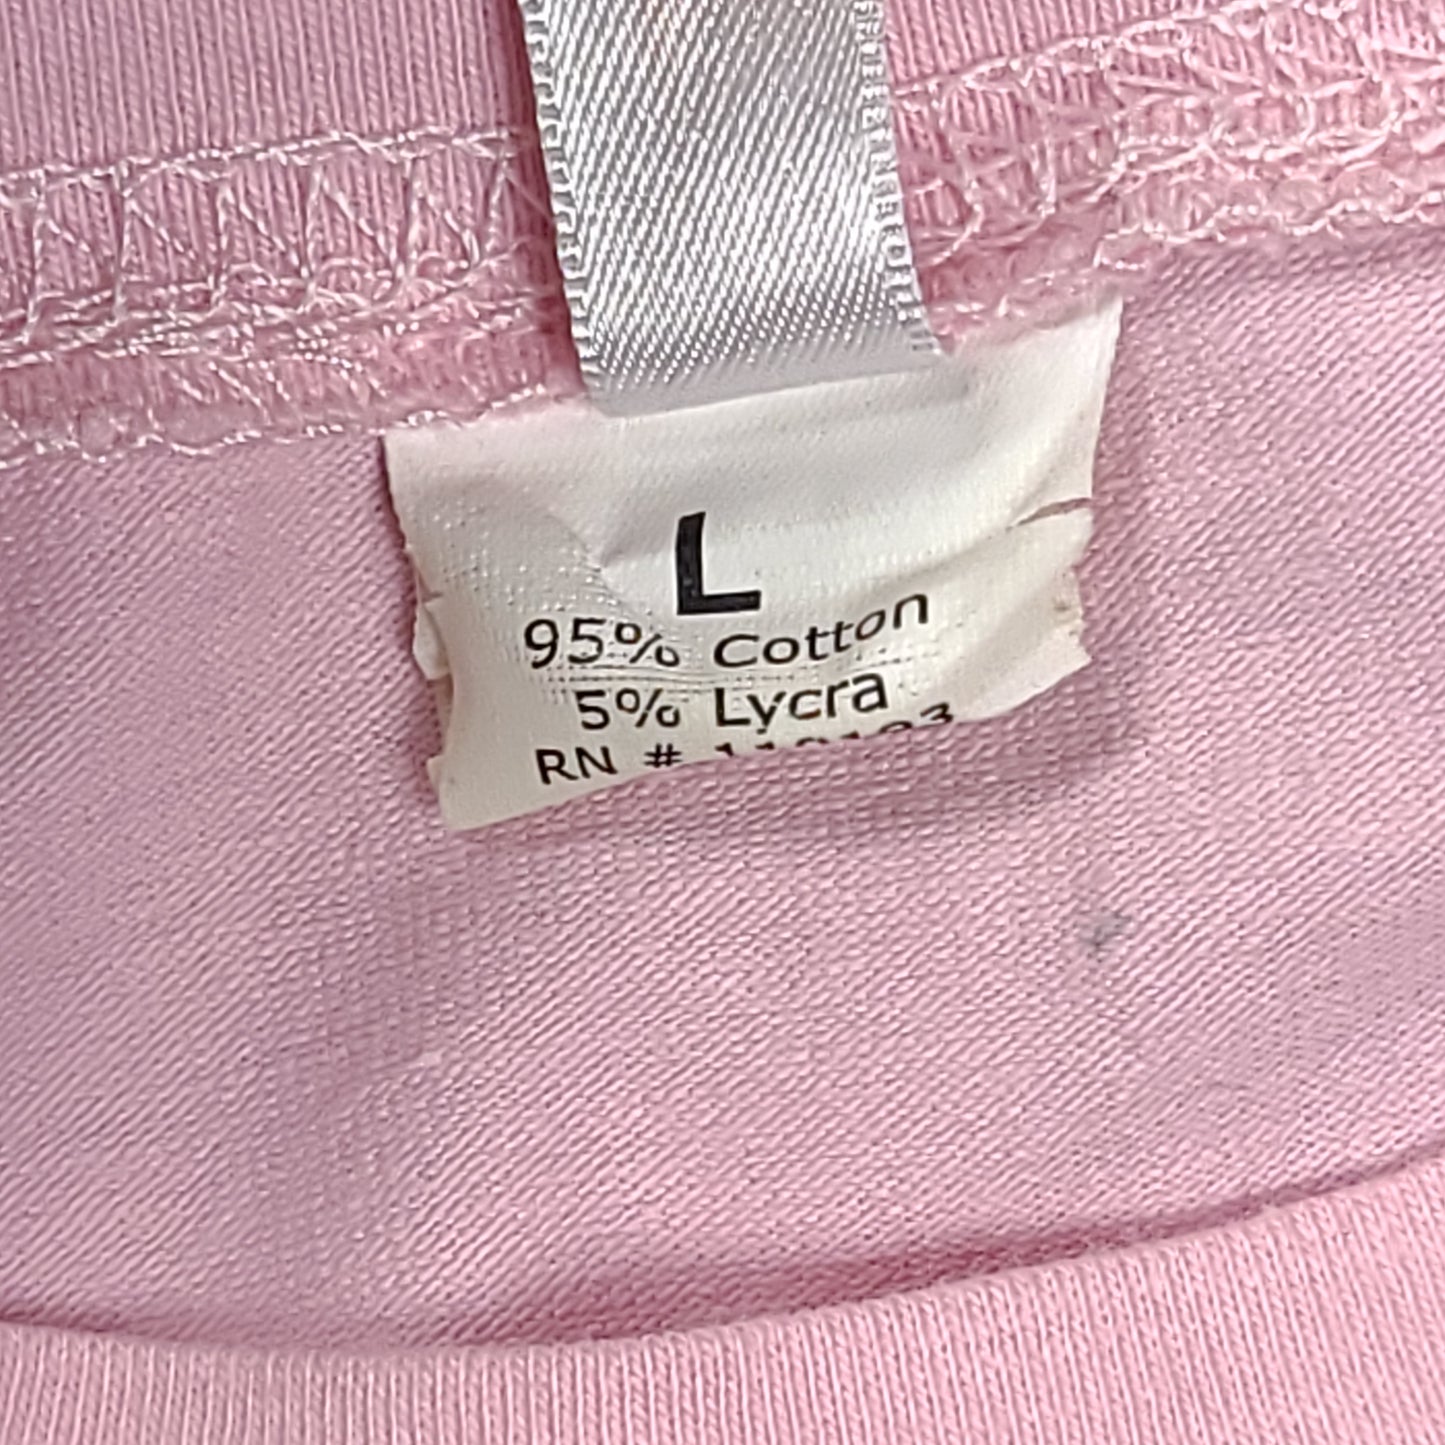 L
95% Cotton
5% Lycra
RN #